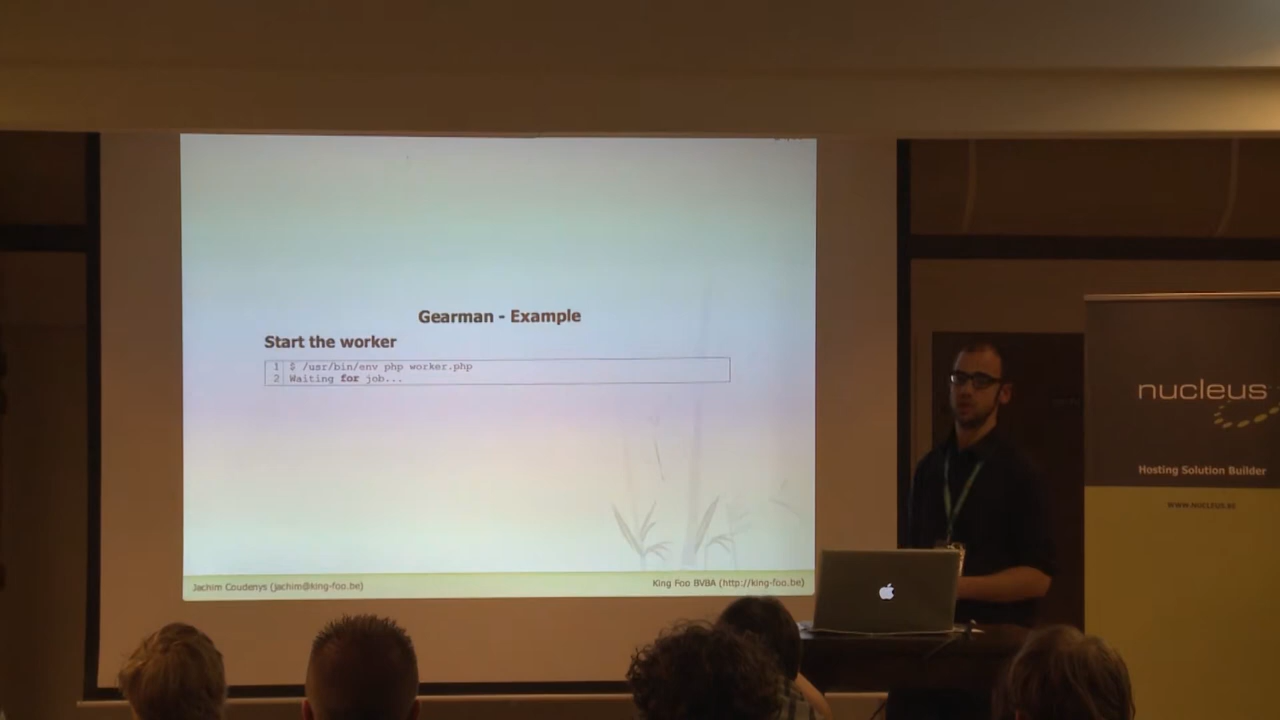 Gearman - Example
Start the worker
1 $ /usr/bin/env php worker.php
2 Waiting for job...
Jachim Coudenys (jachim@king-foo.be)
King Foo BVBA (http://king-foo.be)
nucleus
Hosting Solution Builder
WWW.NUCLEUS.BE